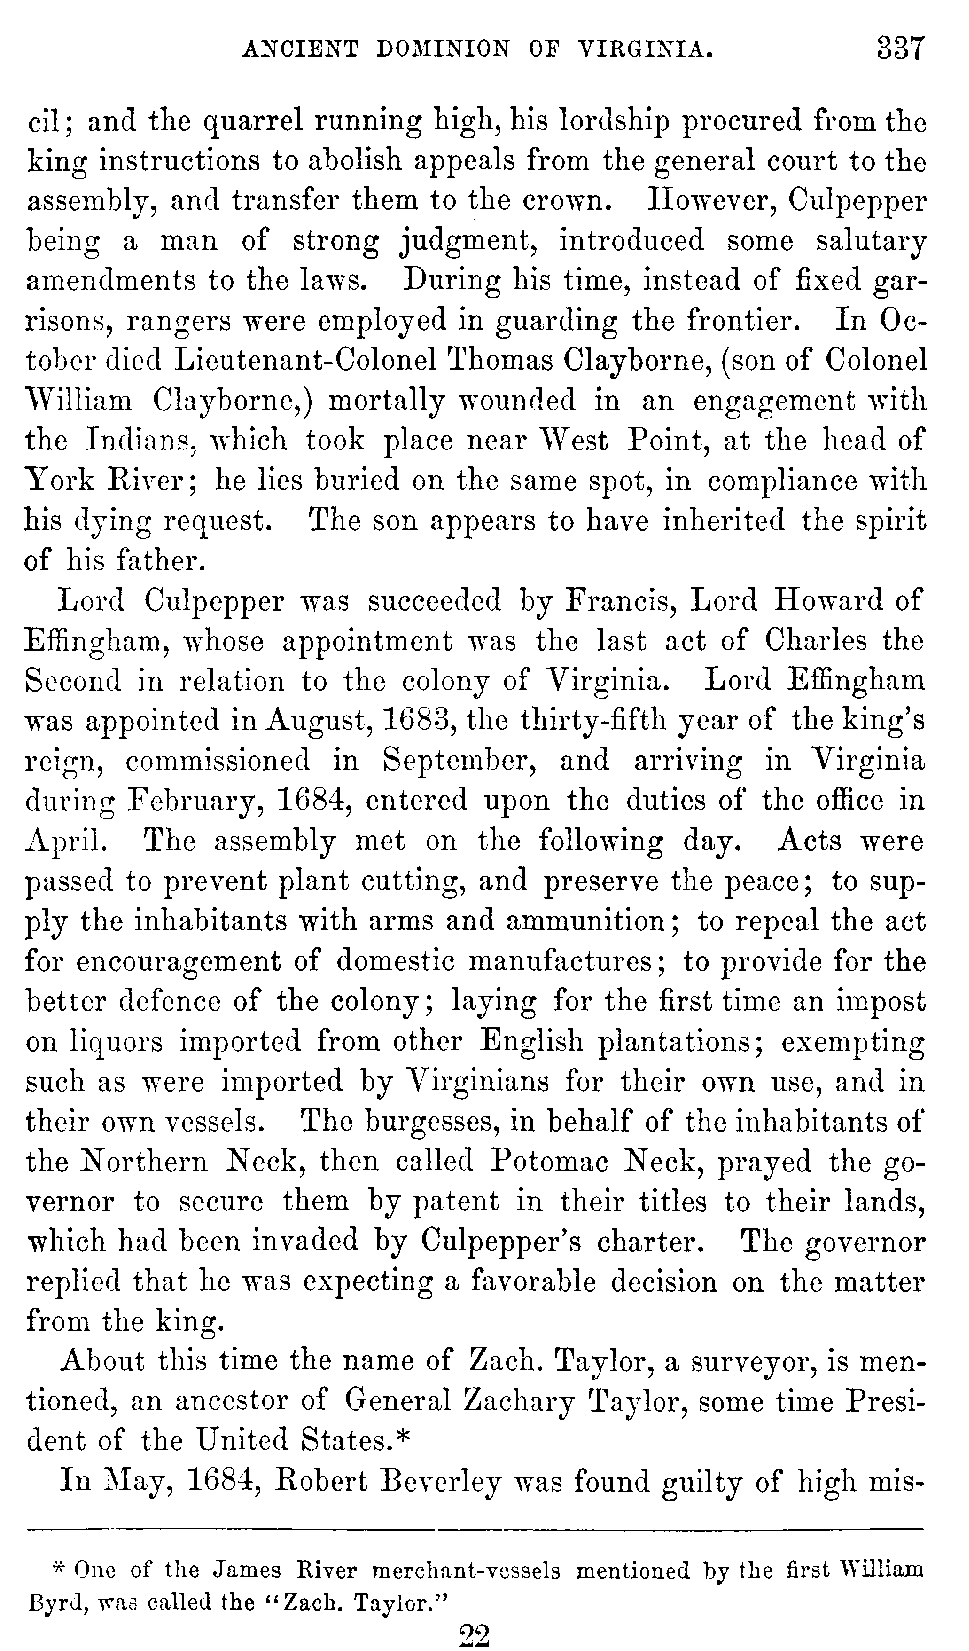 ANCIENT DOMINION OF VIRGINIA. 337
cil; and the quarrel running high, his lordship procured from the
king instructions to abolish appeals from the general court to the
assembly, and transfer them to the crown. However, Culpepper
being a man of strong judgment, introduced some salutary
amendments to the laws. During his time, instead of fixed gar-
risons, rangers were employed in guarding the frontier. In Oc-
tober died Lieutenant-Colonel Thomas Clayborne, (son of Colonel
William Clayborne,) mortally wounded in an engagement with
the Indians, which took place near West Point, at the head of
York River; he lies buried on the same spot, in compliance with
his dying request. The son appears to have inherited the spirit
of his father.
Lord Culpepper was succeeded by Francis, Lord Howard of
Effingham, whose appointment was the last act of Charles the
Second in relation to the colony of Virginia. Lord Effingham
was appointed in August, 1683, the thirty-fifth year of the king's
reign, commissioned in September, and arriving in Virginia
during February, 1684, entered upon the duties of the office in
April. The assembly met on the following day. Acts were
passed to prevent plant cutting, and preserve the peace; to sup-
ply the inhabitants with arms and ammunition; to repeal the act
for encouragement of domestic manufactures; to provide for the
better defence of the colony; laying for the first time an impost
on liquors imported from other English plantations; exempting
such as were imported by Virginians for their own use, and in
their own vessels. The burgesses, in behalf of the inhabitants of
the Northern Neck, then called Potomac Neck, prayed the go-
vernor to secure them by patent in their titles to their lands,
which had been invaded by Culpepper's charter. The governor
replied that he was expecting a favorable decision on the matter
from the king.
About this time the name of Zach. Taylor, a surveyor, is men-
tioned, an ancestor of General Zachary Taylor, some time Presi-
dent of the United States.*
In May, 1684, Robert Beverley was found guilty of high mis-
* One of the James River merchant-vessels mentioned by the first William
Byrd, was called the "Zach. Taylor."
22